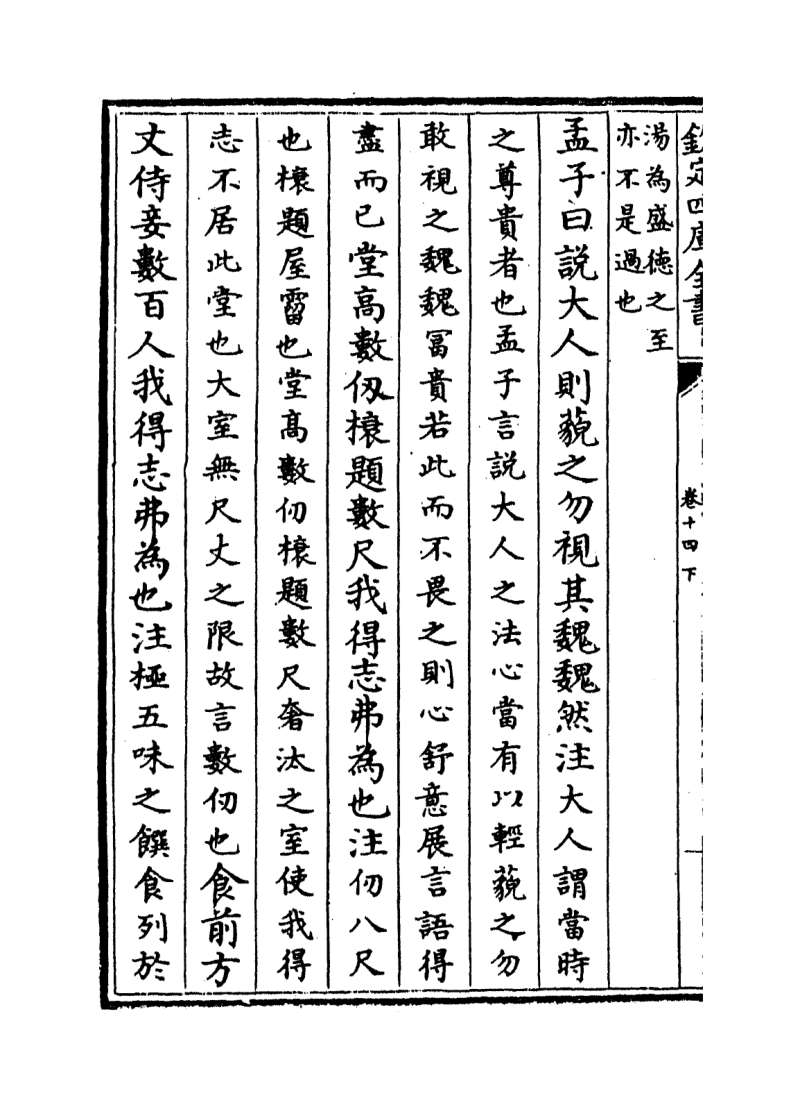 欽定四庫全書
卷十四下
湯為盛德之至
亦不是過也
孟子曰說大人則藐之勿視其魏魏然注大人謂當時
之尊貴者也孟子言說大人之法心當有以輕藐之勿
敢視之魏魏冨貴若此而不畏之則心舒意展言語得
盡而已堂高數仭榱題數尺我得志弗為也注仞八尺
也榱題屋霤也堂高數仞榱題數尺奢汰之室使我得
志不居此堂也大室無尺丈之限故言數仞也食前方
丈侍妾數百人我得志弗為也注極五味之饌食列於